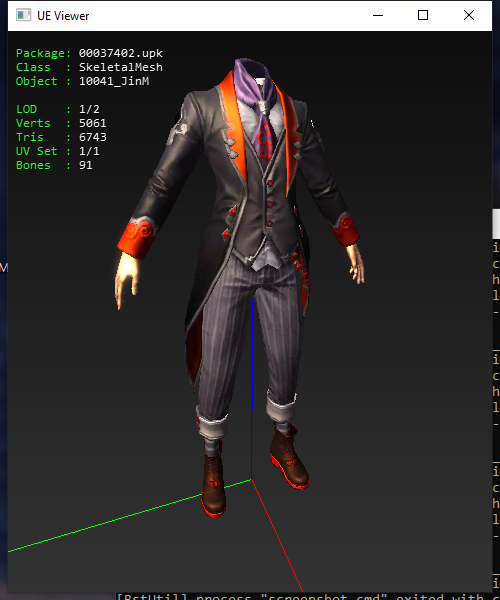 UE Viewer
Package: 00037402.upk
Class  : SkeletalMesh
Object : 10041_JinM
LOD    : 1/2
Verts  : 5061
Tris   : 6743
UV Set : 1/1
Bones  : 91
M
i
c
h
l
-
i
c
h
l
-
i
c
h
l
-
i
[BstUtil] process "screenshot.cmd" exited with c